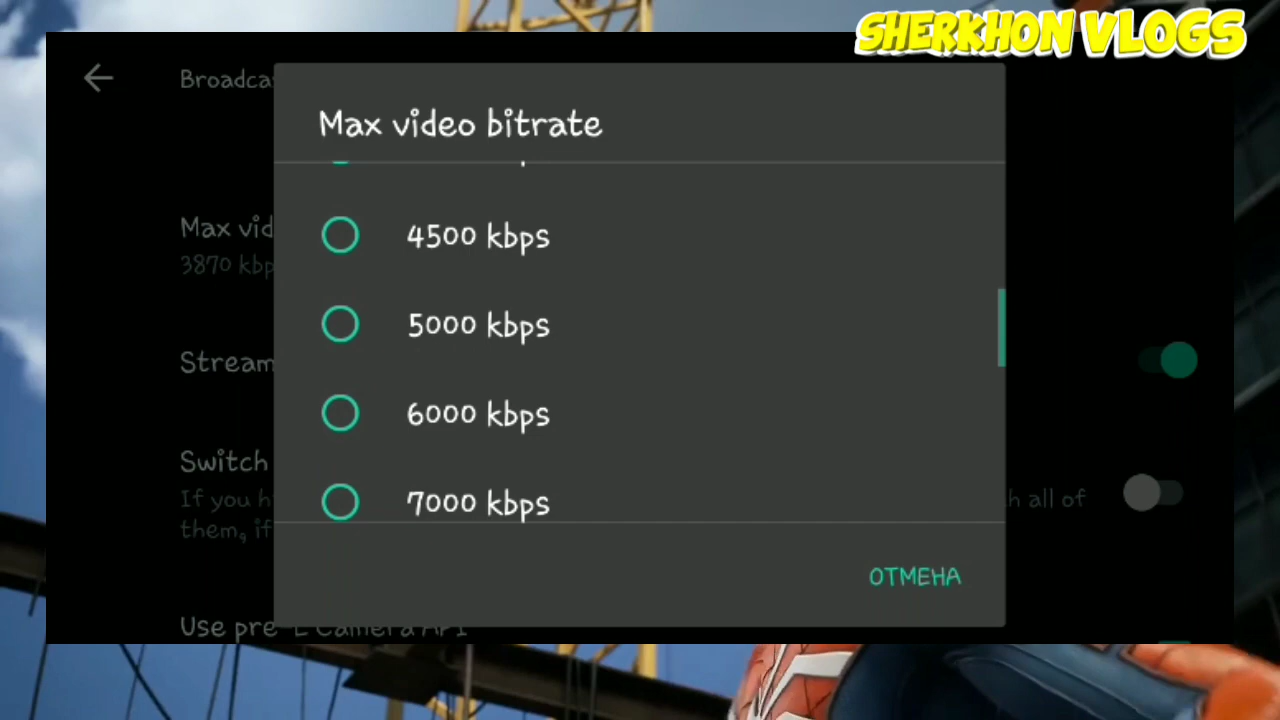 SHERKHON VLOGS
Broadca
Max video bitrate
Max vid
3870 kbp
4500 kbps
5000 kbps
Stream
6000 kbps
Switch
7000 kbps
If you h
h all of
them, if
ОТМЕНА
Use pre-L Camera API